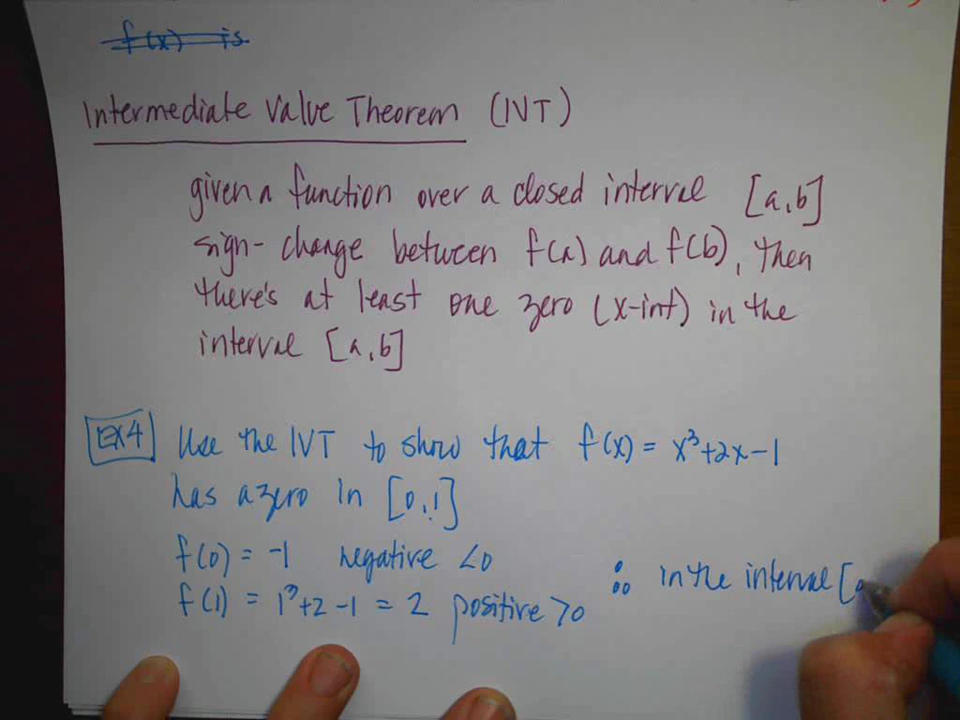 f(x) is
Intermediate Value Theorem (IVT)
given a function over a closed interval [a,b]
sign-change between f(a) and f(b), then
there's at least one zero (x-int) in the
interval [a,b]
EX4 Use the IVT to show that f(x) = x³+2x-1
has a zero in [0,1]
f(0) = -1 negative <0
f(1) = 1³+2-1 = 2 positive >0 ∴ in the interval [